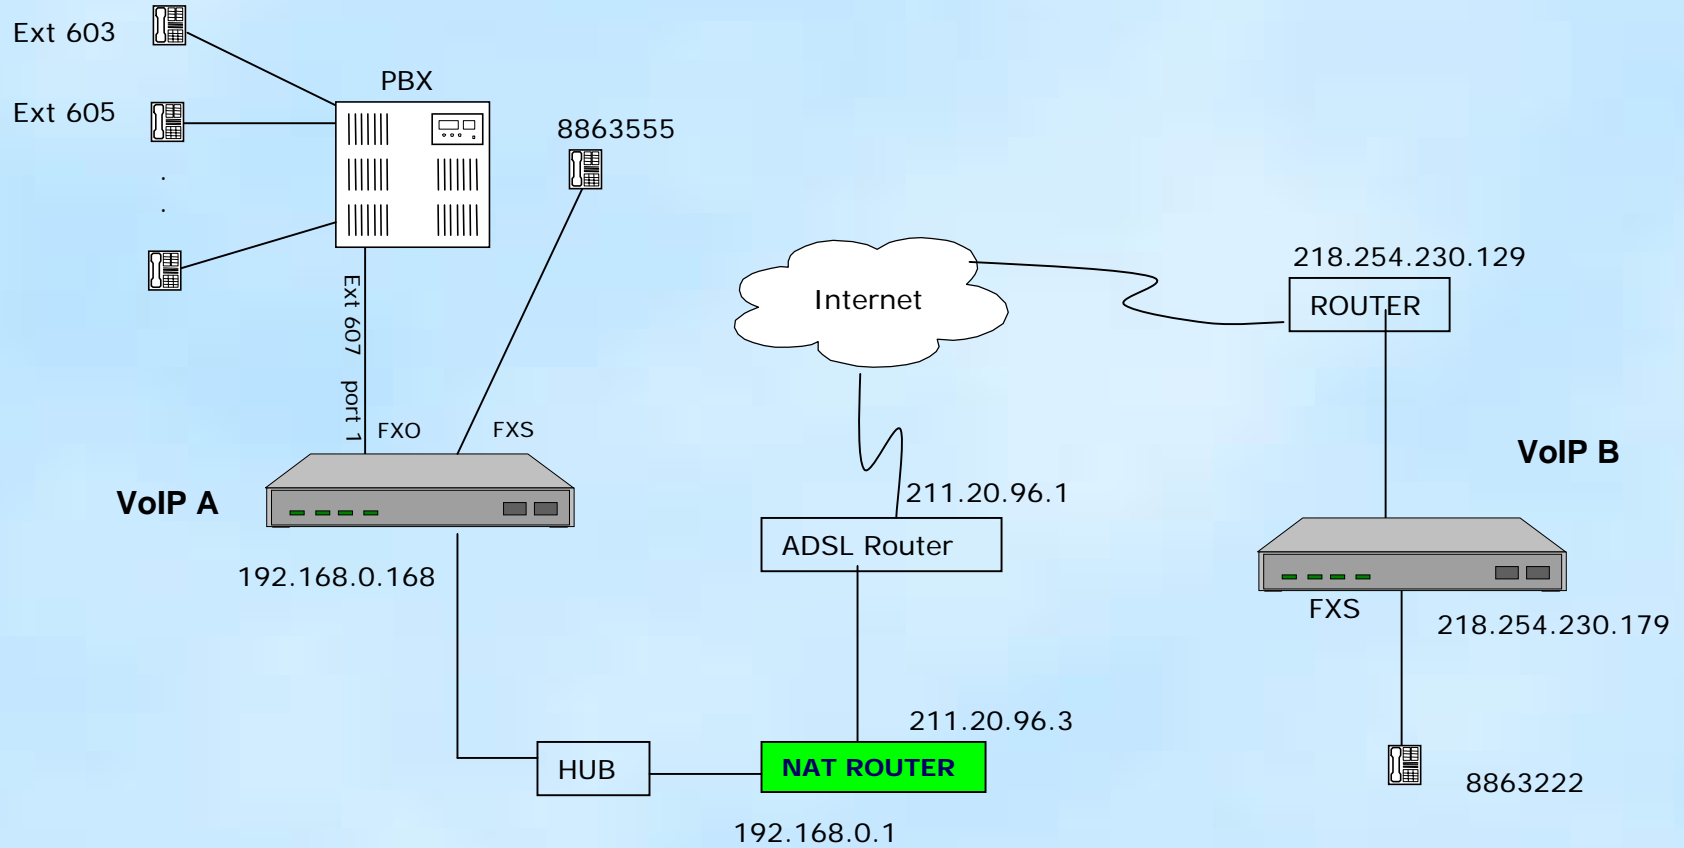 Ext 603
PBX
Ext 605
8863555
.
.
Ext 607 port 1
FXO
FXS
VoIP A
192.168.0.168
Internet
218.254.230.129
ROUTER
VoIP B
211.20.96.1
ADSL Router
FXS
218.254.230.179
211.20.96.3
HUB
NAT ROUTER
8863222
192.168.0.1